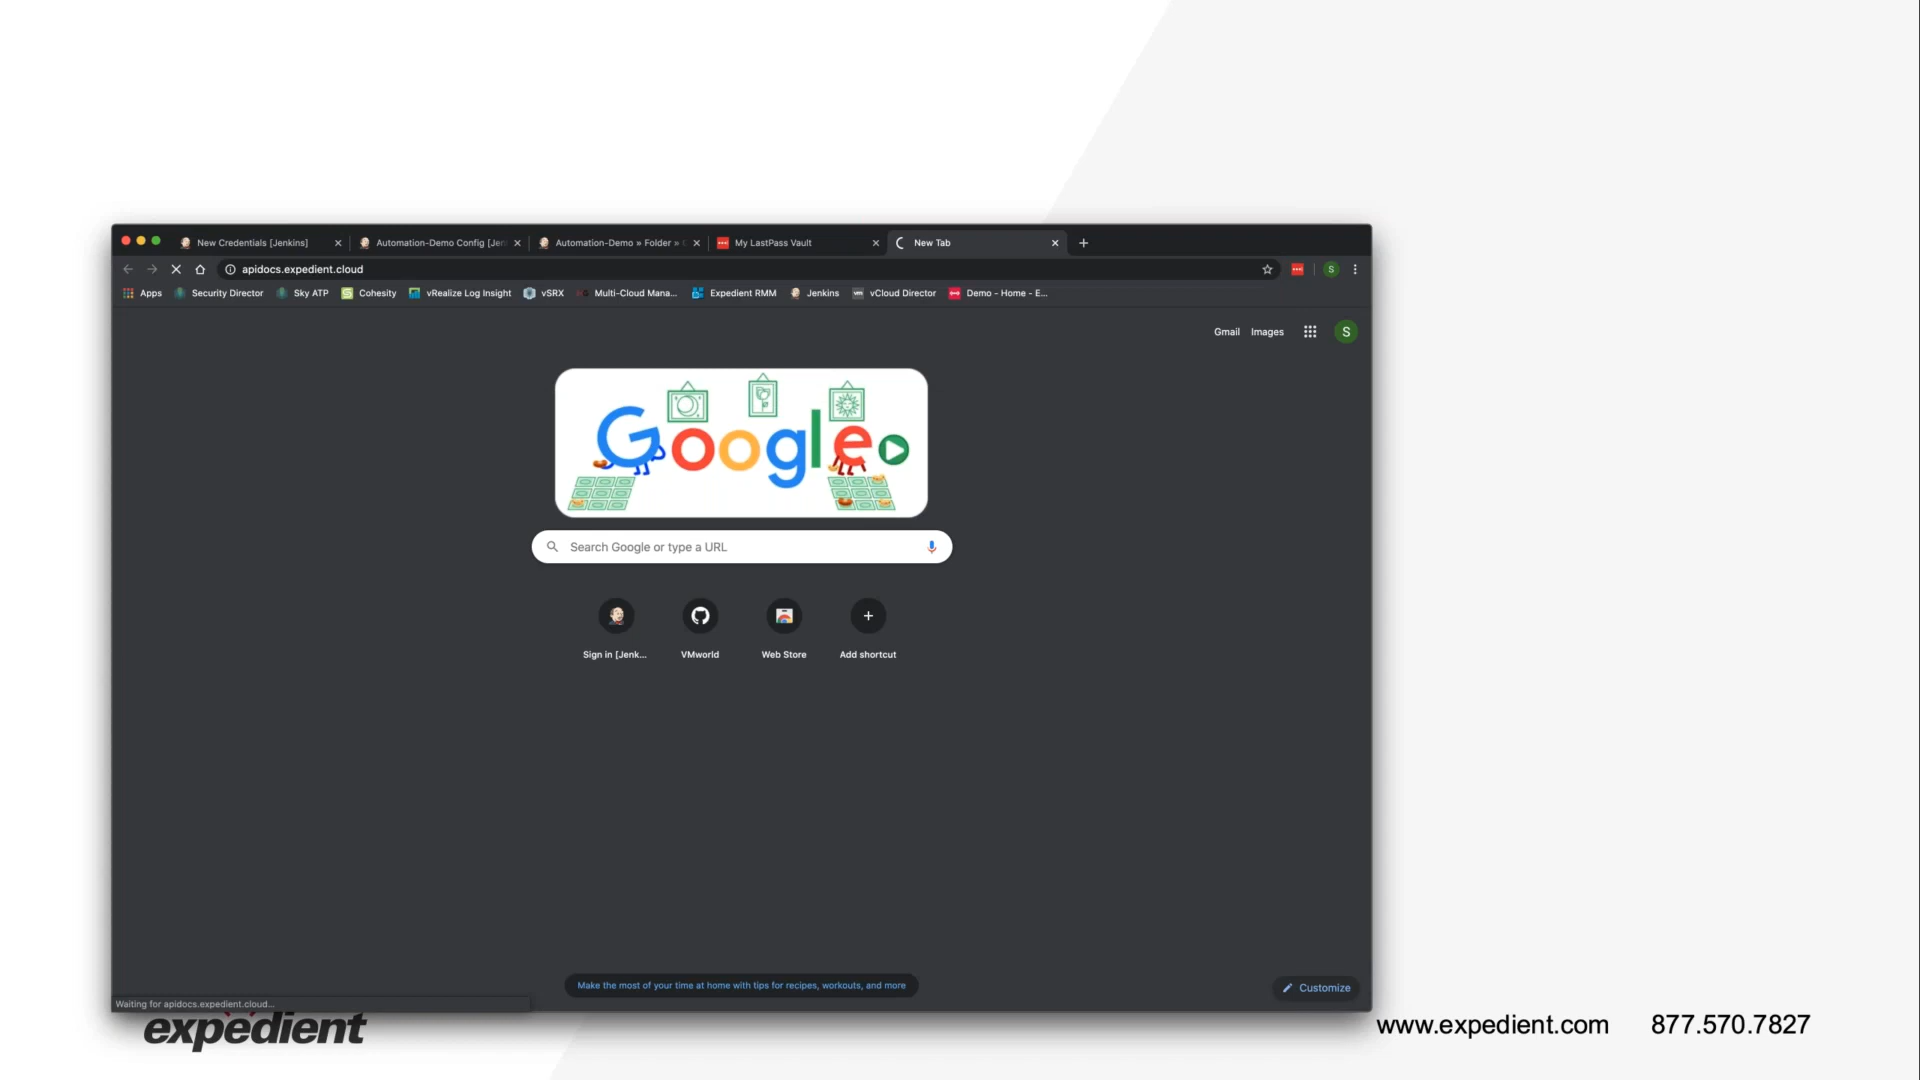 New Credentials [Jenkins]
Automation-Demo Config [Jen
Automation-Demo » Folder »
My LastPass Vault
New Tab
apidocs.expedient.cloud
S
Apps
Security Director
Sky ATP
Cohesity
vRealize Log Insight
vSRX
Multi-Cloud Mana...
Expedient RMM
Jenkins
vm
vCloud Director
Demo - Home - E...
Gmail
Images
S
Google
Search Google or type a URL
Sign in [Jenk...
VMworld
Web Store
Add shortcut
Make the most of your time at home with tips for recipes, workouts, and more
Customize
Waiting for apidocs.expedient.cloud...
expedient
www.expedient.com
877.570.7827